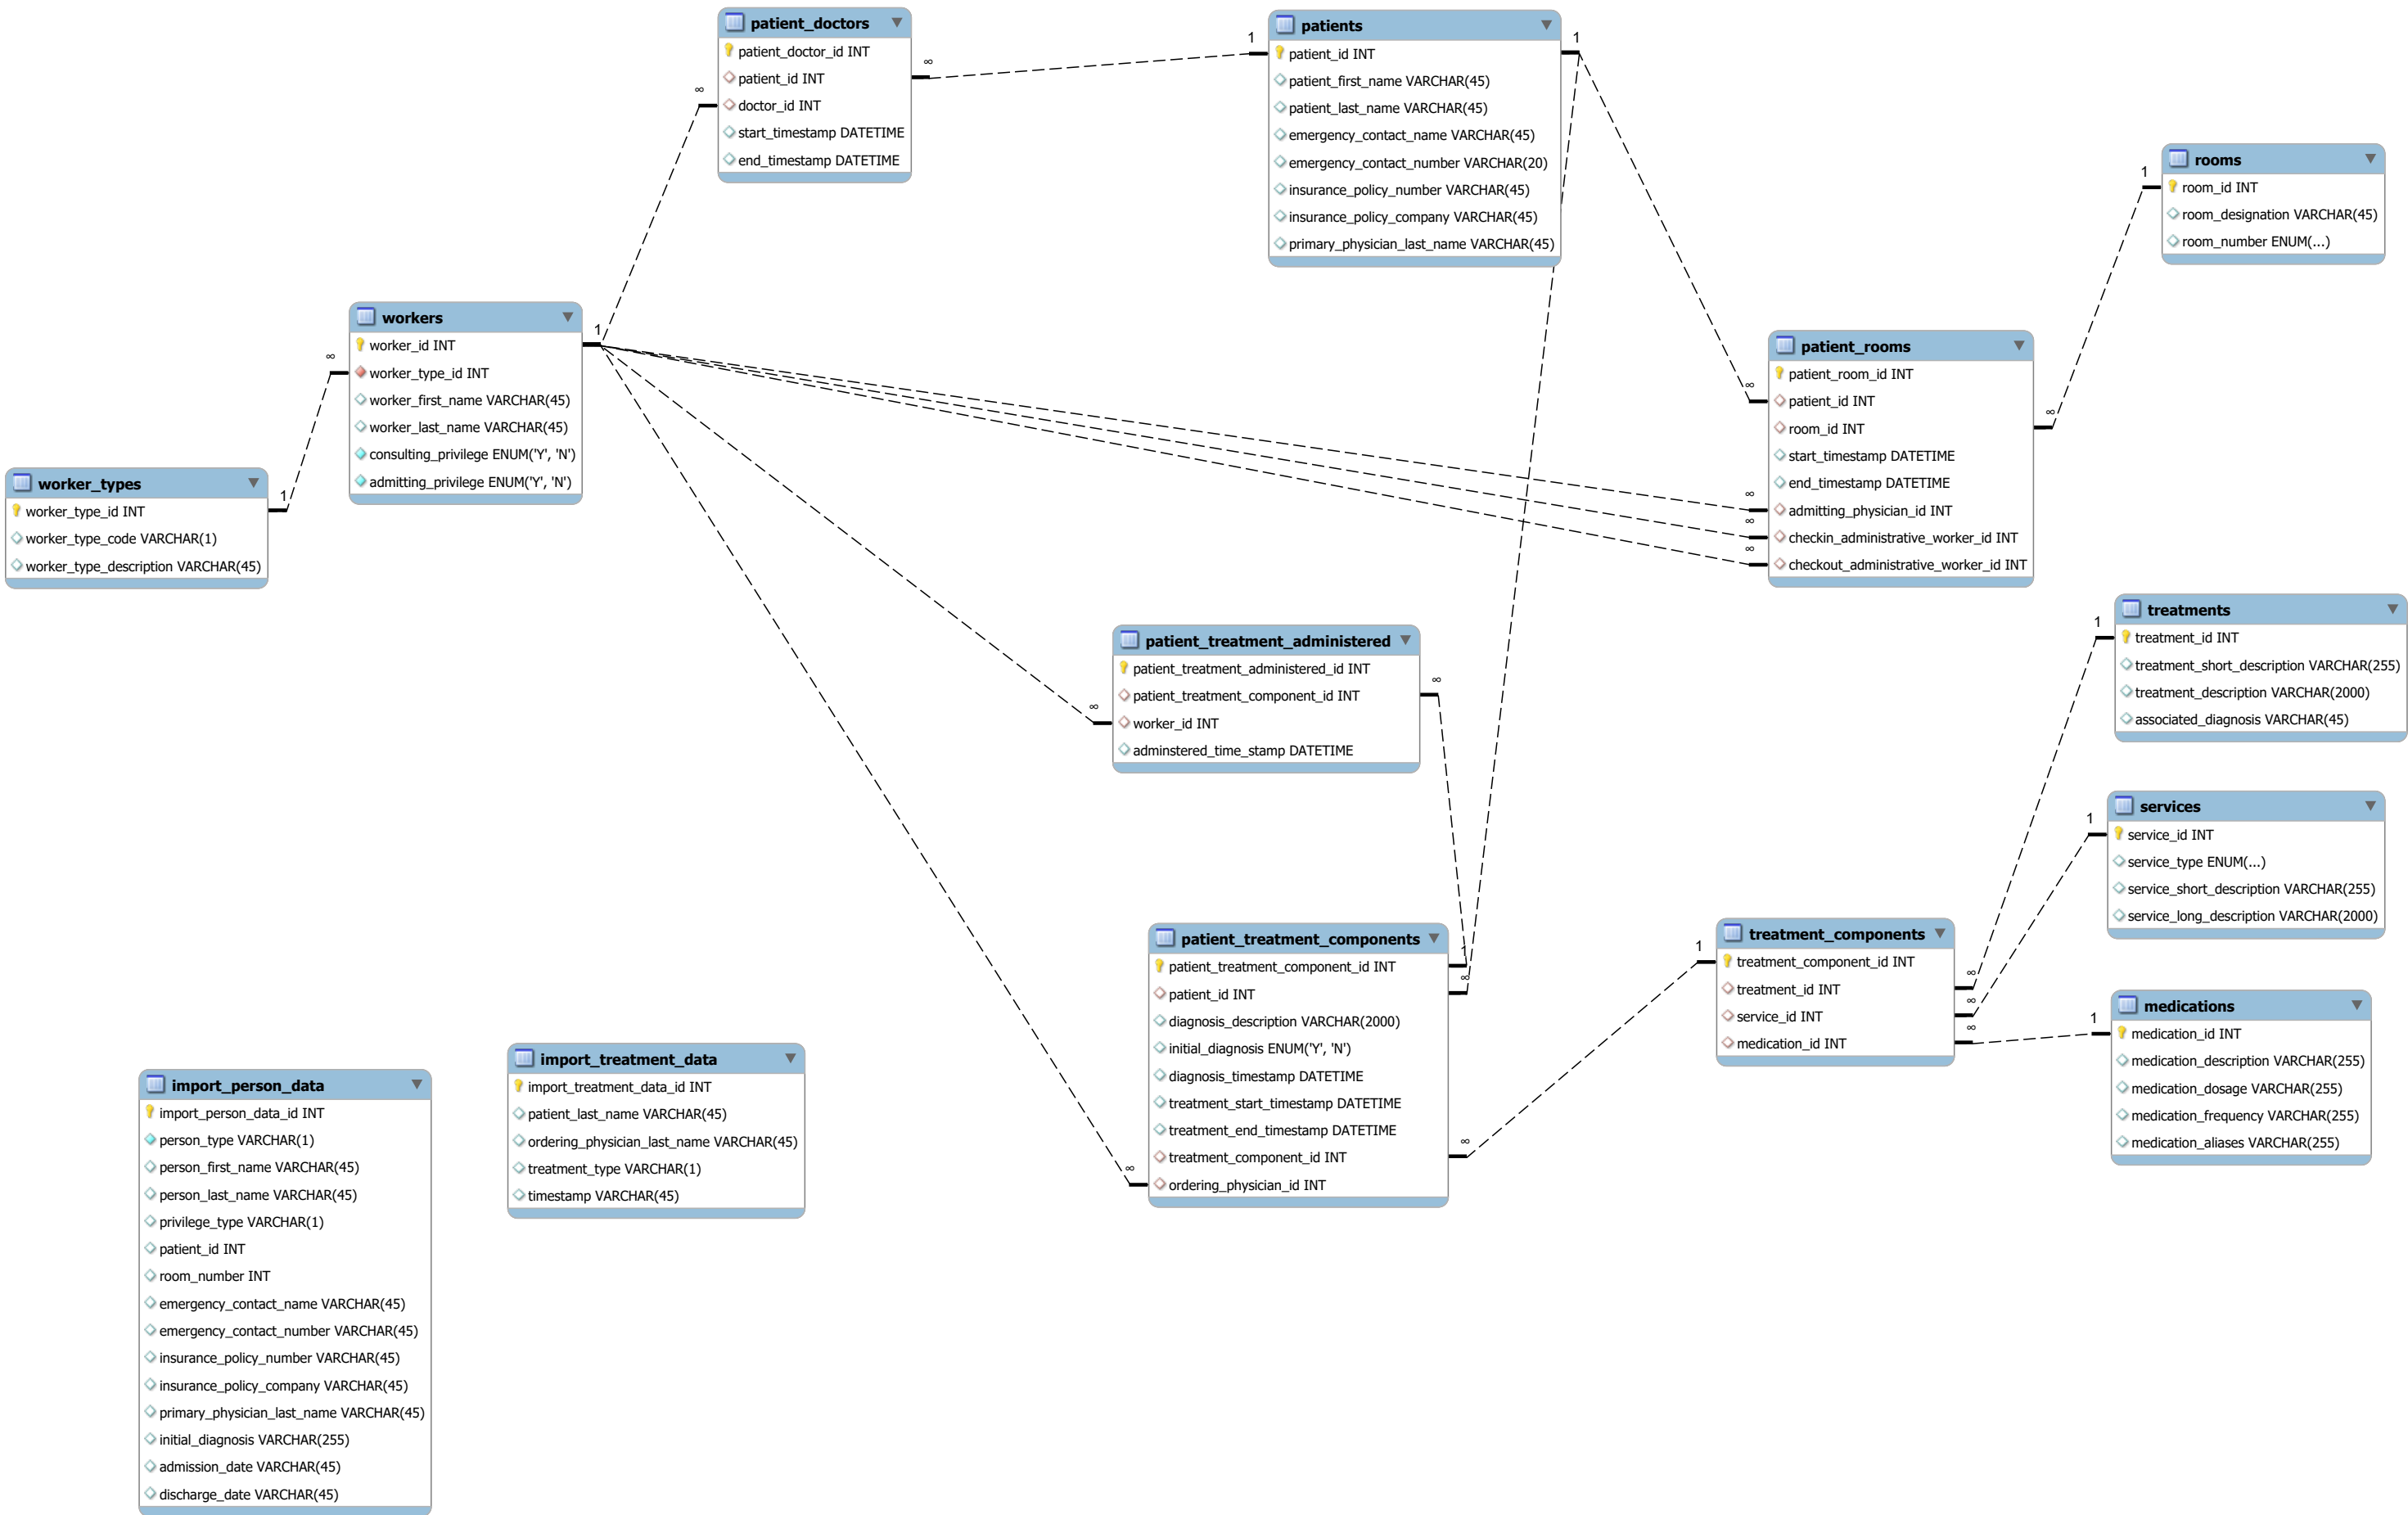 patient_doctors
patient_doctor_id INT
patient_id INT
doctor_id INT
start_timestamp DATETIME
end_timestamp DATETIME
∞
∞
1
patients
patient_id INT
patient_first_name VARCHAR(45)
patient_last_name VARCHAR(45)
emergency_contact_name VARCHAR(45)
emergency_contact_number VARCHAR(20)
insurance_policy_number VARCHAR(45)
insurance_policy_company VARCHAR(45)
primary_physician_last_name VARCHAR(45)
1
rooms
room_id INT
room_designation VARCHAR(45)
room_number ENUM(...)
1
workers
worker_id INT
worker_type_id INT
worker_first_name VARCHAR(45)
worker_last_name VARCHAR(45)
consulting_privilege ENUM('Y', 'N')
admitting_privilege ENUM('Y', 'N')
1
∞
worker_types
worker_type_id INT
worker_type_code VARCHAR(1)
worker_type_description VARCHAR(45)
1
patient_rooms
patient_room_id INT
patient_id INT
room_id INT
start_timestamp DATETIME
end_timestamp DATETIME
admitting_physician_id INT
checkin_administrative_worker_id INT
checkout_administrative_worker_id INT
∞
∞
∞
∞
∞
patient_treatment_administered
patient_treatment_administered_id INT
patient_treatment_component_id INT
worker_id INT
adminstered_time_stamp DATETIME
∞
∞
treatments
treatment_id INT
treatment_short_description VARCHAR(255)
treatment_description VARCHAR(2000)
associated_diagnosis VARCHAR(45)
1
services
service_id INT
service_type ENUM(...)
service_short_description VARCHAR(255)
service_long_description VARCHAR(2000)
1
patient_treatment_components
patient_treatment_component_id INT
patient_id INT
diagnosis_description VARCHAR(2000)
initial_diagnosis ENUM('Y', 'N')
diagnosis_timestamp DATETIME
treatment_start_timestamp DATETIME
treatment_end_timestamp DATETIME
treatment_component_id INT
ordering_physician_id INT
1
∞
∞
∞
treatment_components
treatment_component_id INT
treatment_id INT
service_id INT
medication_id INT
1
∞
∞
∞
medications
medication_id INT
medication_description VARCHAR(255)
medication_dosage VARCHAR(255)
medication_frequency VARCHAR(255)
medication_aliases VARCHAR(255)
1
import_person_data
import_person_data_id INT
person_type VARCHAR(1)
person_first_name VARCHAR(45)
person_last_name VARCHAR(45)
privilege_type VARCHAR(1)
patient_id INT
room_number INT
emergency_contact_name VARCHAR(45)
emergency_contact_number VARCHAR(45)
insurance_policy_number VARCHAR(45)
insurance_policy_company VARCHAR(45)
primary_physician_last_name VARCHAR(45)
initial_diagnosis VARCHAR(255)
admission_date VARCHAR(45)
discharge_date VARCHAR(45)
import_treatment_data
import_treatment_data_id INT
patient_last_name VARCHAR(45)
ordering_physician_last_name VARCHAR(45)
treatment_type VARCHAR(1)
timestamp VARCHAR(45)